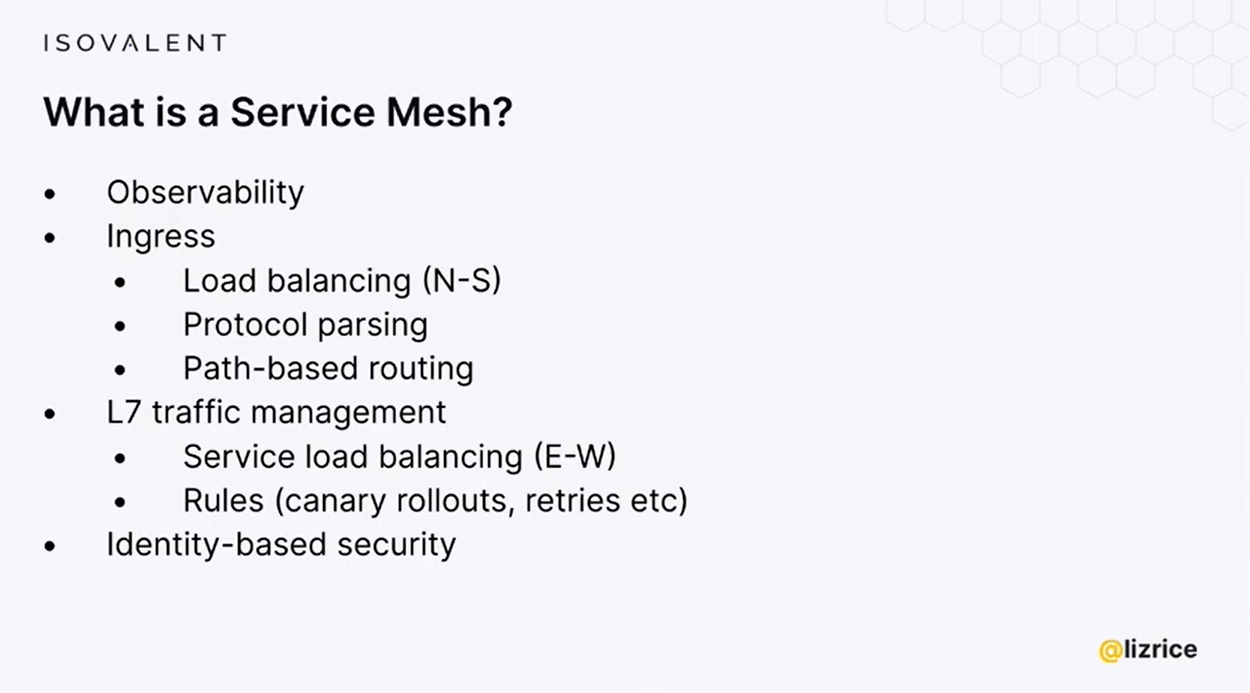 ISOVALENT
What is a Service Mesh?
• Observability
• Ingress
• Load balancing (N-S)
• Protocol parsing
• Path-based routing
• L7 traffic management
• Service load balancing (E-W)
• Rules (canary rollouts, retries etc)
• Identity-based security
@lizrice